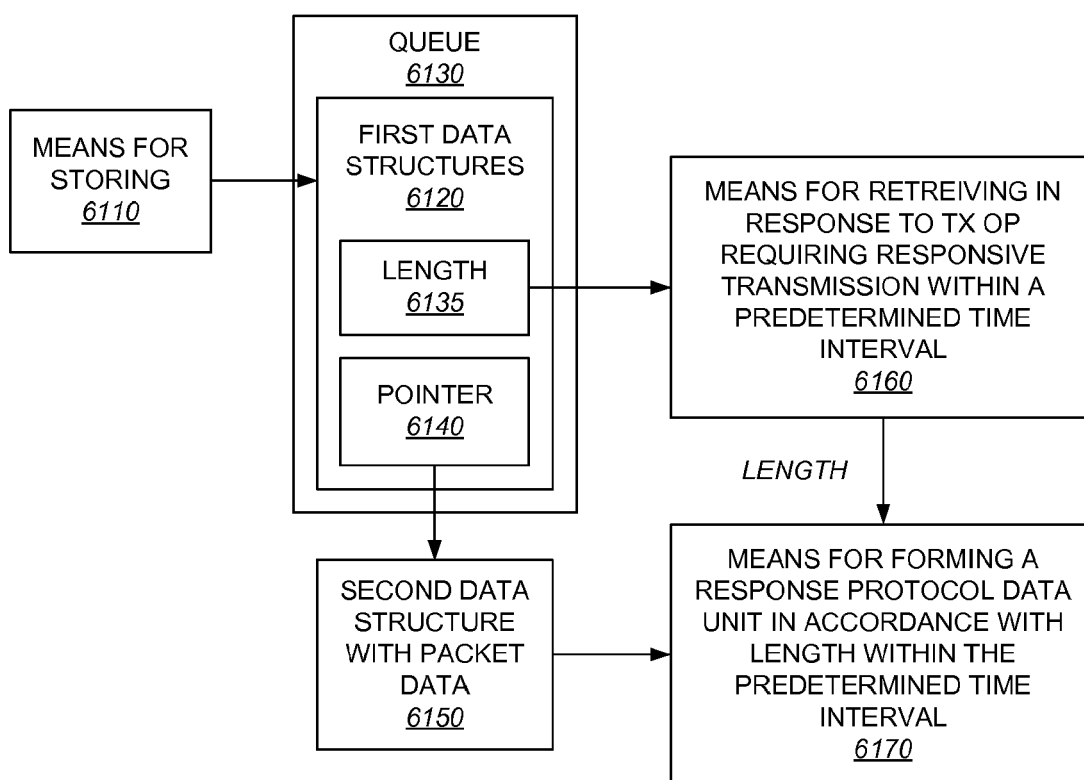 QUEUE
6130
MEANS FOR
STORING
6110
FIRST DATA
STRUCTURES
6120
LENGTH
6135
POINTER
6140
MEANS FOR RETREIVING IN
RESPONSE TO TX OP
REQUIRING RESPONSIVE
TRANSMISSION WITHIN A
PREDETERMINED TIME
INTERVAL
6160
LENGTH
SECOND DATA
STRUCTURE
WITH PACKET
DATA
6150
MEANS FOR FORMING A
RESPONSE PROTOCOL DATA
UNIT IN ACCORDANCE WITH
LENGTH WITHIN THE
PREDETERMINED TIME
INTERVAL
6170